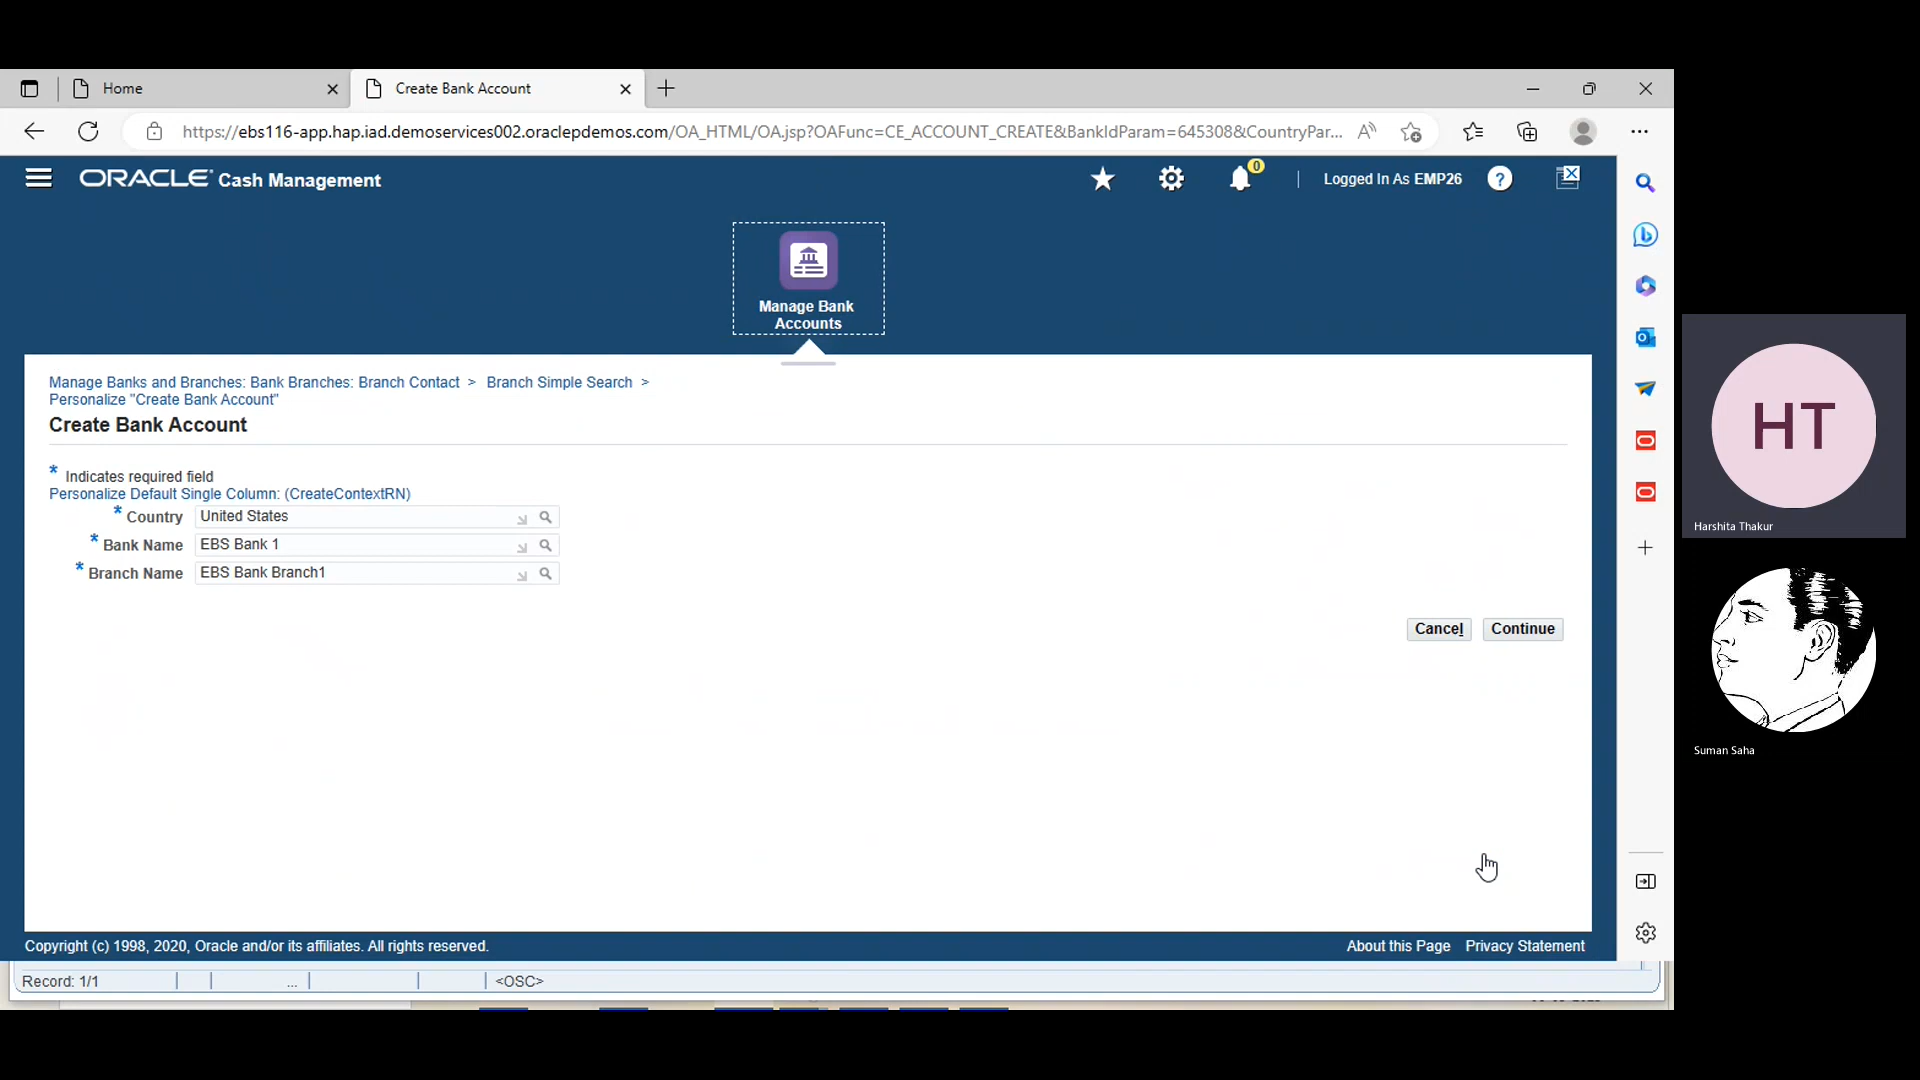 Home
Create Bank Account
https://ebs116-app.hap.iad.demoservices002.oraclepdemos.com/OA_HTML/OA.jsp?OAFunc=CE_ACCOUNT_CREATE&BankIdParam=645308&CountryPar...
ORACLE Cash Management
0
Logged In As EMP26
?
Manage Bank
Accounts
Manage Banks and Branches: Bank Branches: Branch Contact > Branch Simple Search >
Personalize "Create Bank Account"
Create Bank Account
* Indicates required field
Personalize Default Single Column: (CreateContextRN)
* Country United States
* Bank Name EBS Bank 1
* Branch Name EBS Bank Branch1
Cancel Continue
Copyright (c) 1998, 2020, Oracle and/or its affiliates. All rights reserved.
About this Page Privacy Statement
Record: 1/1
...
<OSC>
HT
Harshita Thakur
Suman Saha